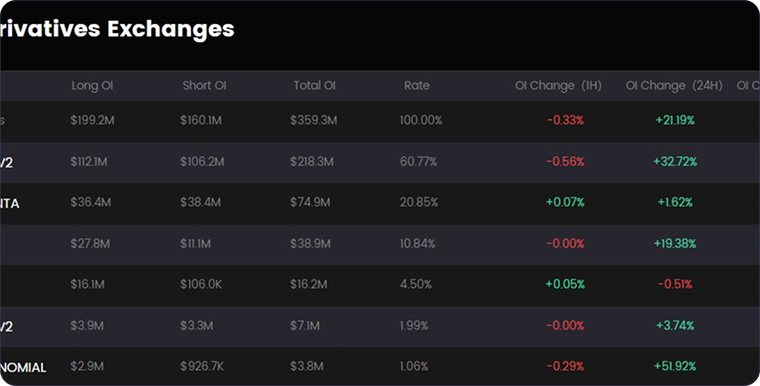 rivatives Exchanges
Long OI Short OI Total OI Rate OI Change (1H) OI Change (24H) OI C
s $199.2M $160.1M $359.3M 100.00% -0.33% +21.19%
V2 $112.1M $106.2M $218.3M 60.77% -0.56% +32.72%
NTA $36.4M $38.4M $74.9M 20.85% +0.07% +1.62%
$27.8M $11.1M $38.9M 10.84% -0.00% +19.38%
$16.1M $106.0K $16.2M 4.50% +0.05% -0.51%
V2 $3.9M $3.3M $7.1M 1.99% -0.00% +3.74%
NOMIAL $2.9M $926.7K $3.8M 1.06% -0.29% +51.92%